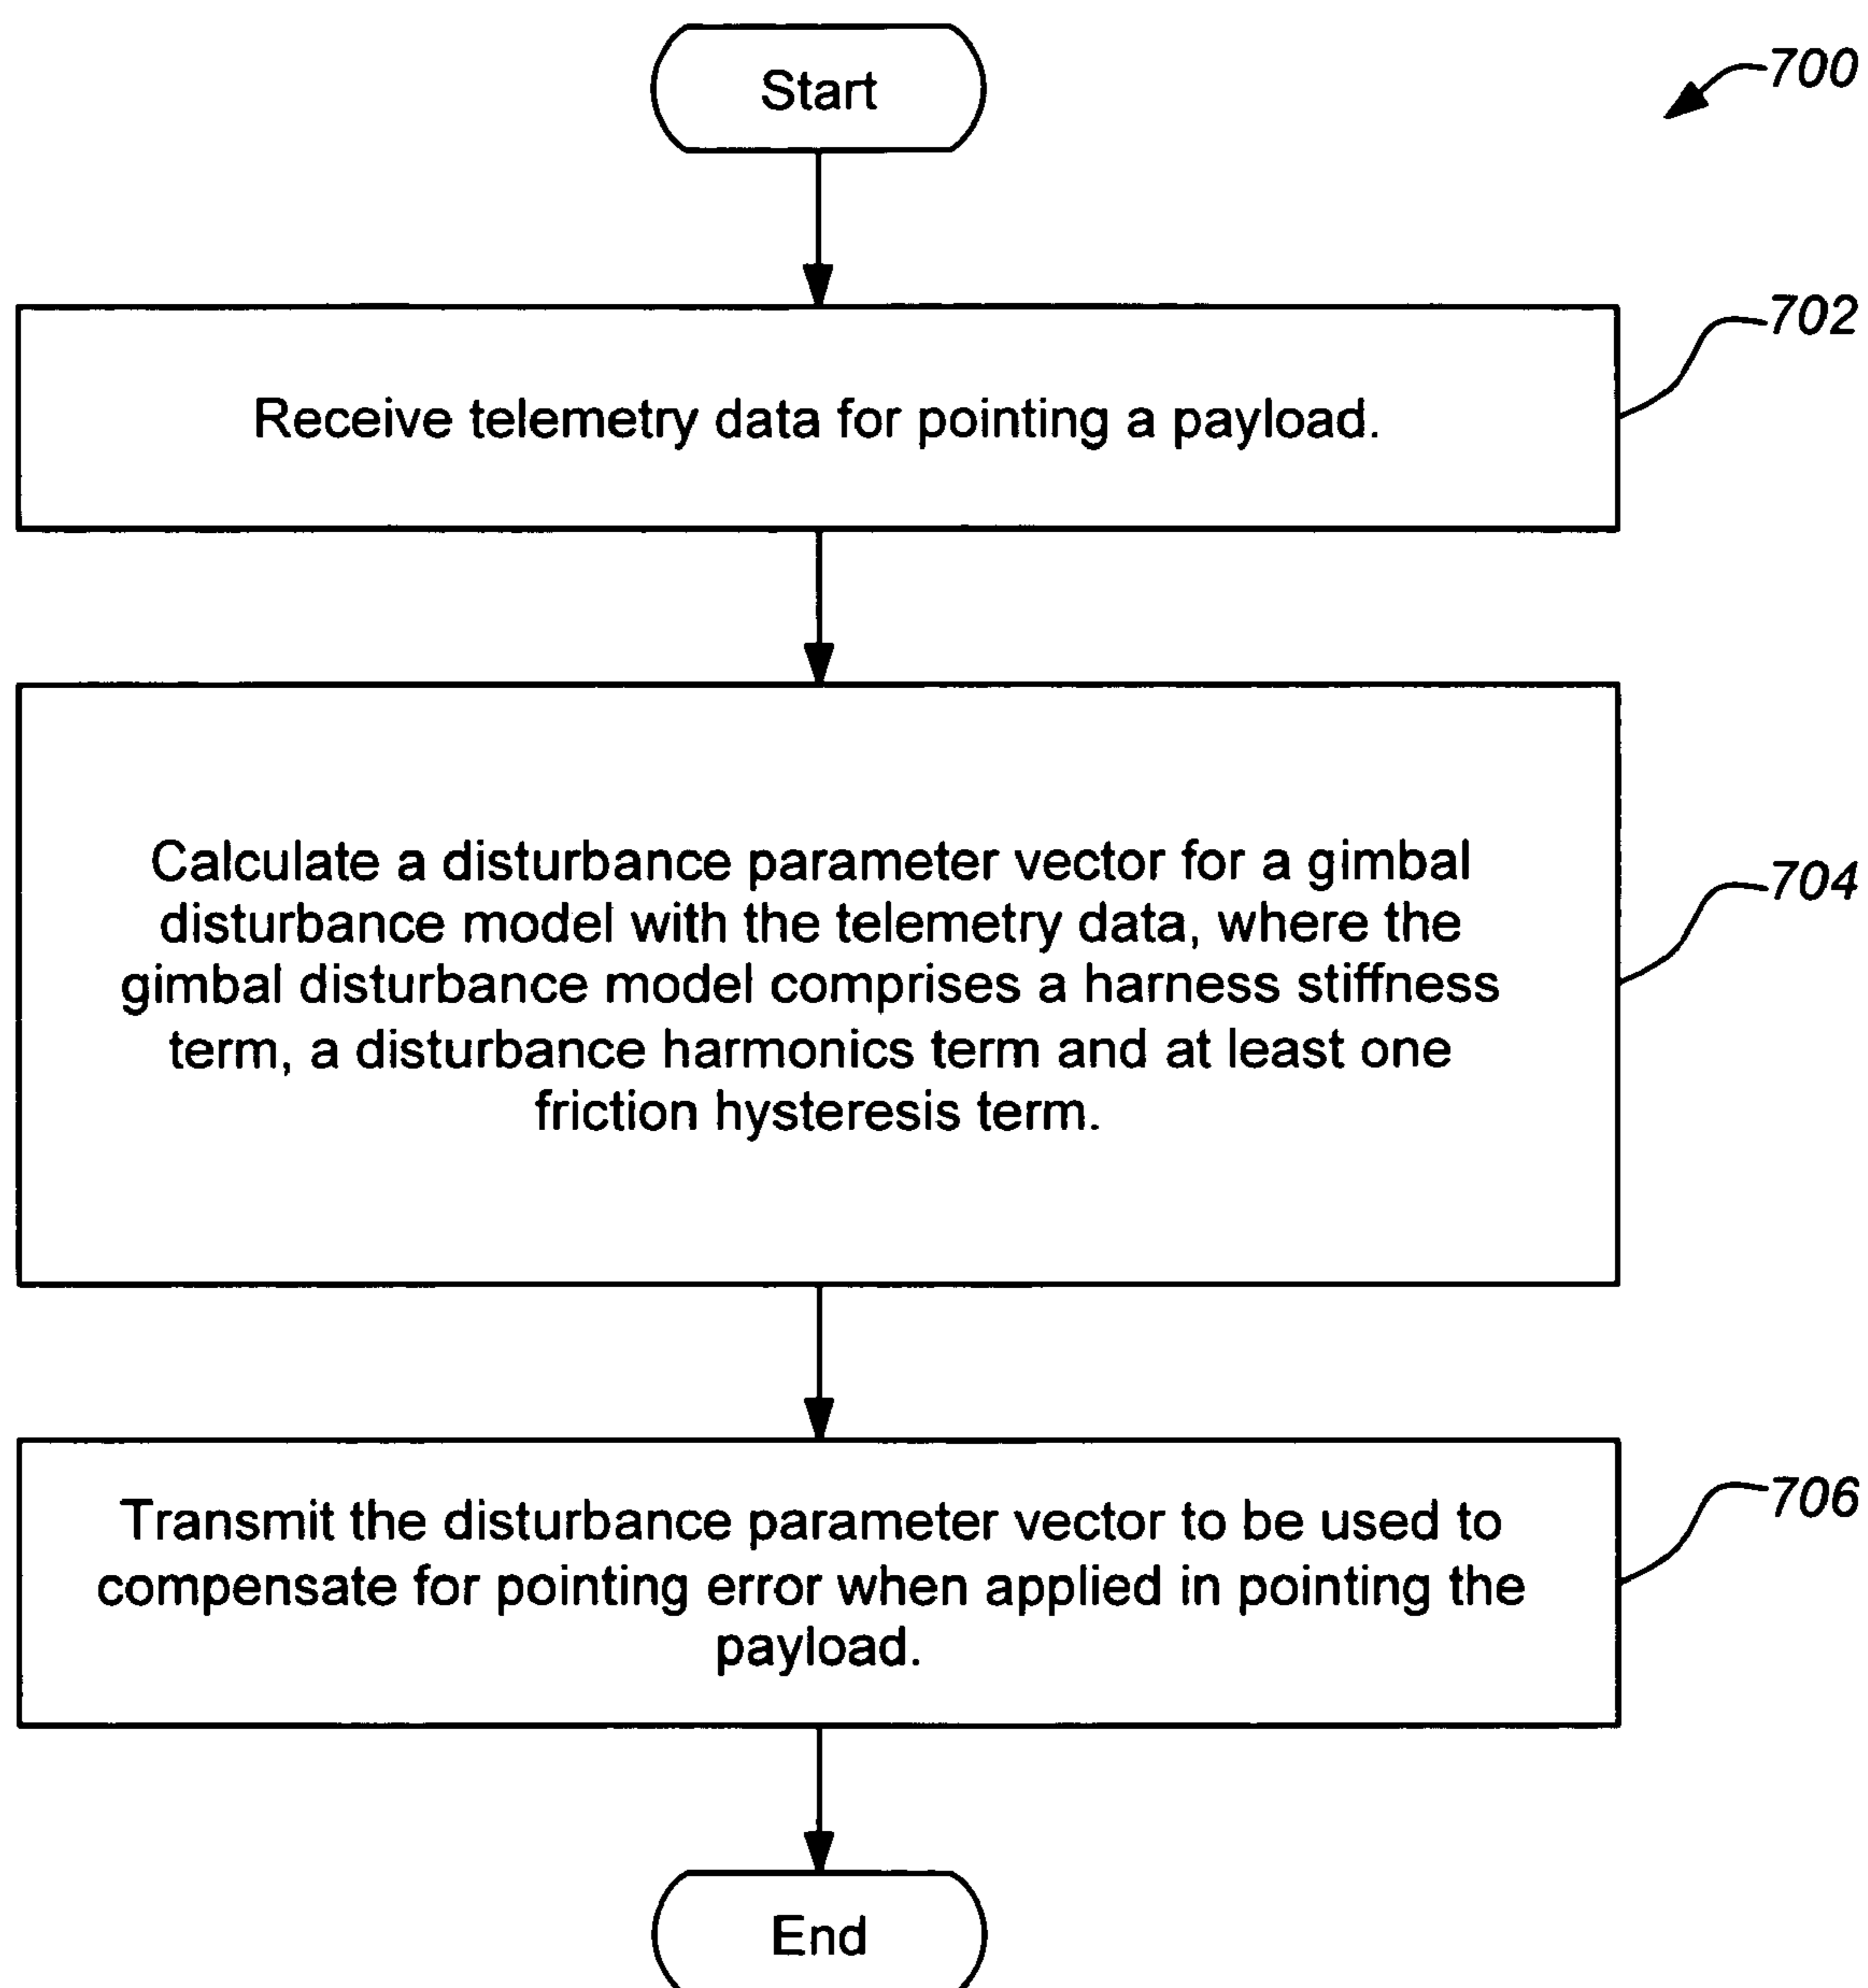 Start
700
702
Receive telemetry data for pointing a payload.
Calculate a disturbance parameter vector for a gimbal
disturbance model with the telemetry data, where the
gimbal disturbance model comprises a harness stiffness
term, a disturbance harmonics term and at least one
friction hysteresis term.
704
Transmit the disturbance parameter vector to be used to
compensate for pointing error when applied in pointing the
payload.
706
End